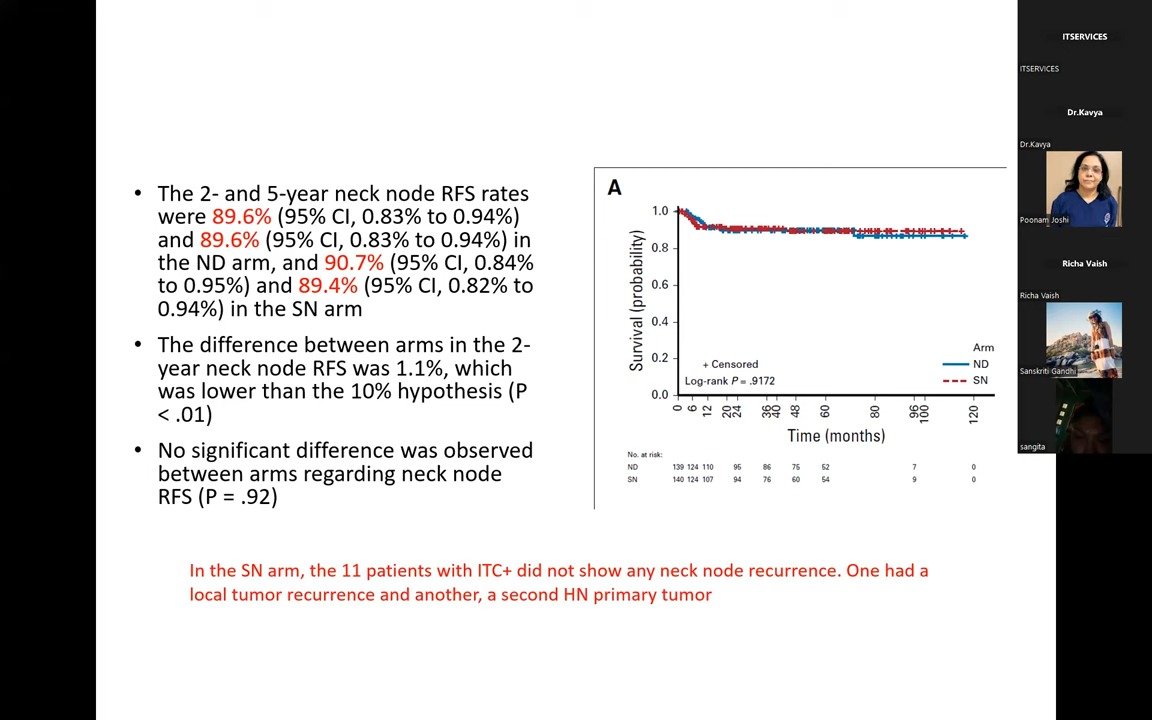 • The 2- and 5-year neck node RFS rates
were 89.6% (95% CI, 0.83% to 0.94%)
and 89.6% (95% CI, 0.83% to 0.94%) in
the ND arm, and 90.7% (95% CI, 0.84%
to 0.95%) and 89.4% (95% CI, 0.82% to
0.94%) in the SN arm
• The difference between arms in the 2-
year neck node RFS was 1.1%, which
was lower than the 10% hypothesis (P
< .01)
• No significant difference was observed
between arms regarding neck node
RFS (P = .92)
A
Survival (probability)
1.0
0.8
0.6
0.4
0.2
0.0
+ Censored
Log-rank P = .9172
Arm
ND
SN
0 6 12 20 24 36 40 48 60 80 96 100 120
Time (months)
No. at risk:
ND 139 124 110 95 86 75 52 7 0
SN 140 124 107 94 76 60 54 9 0
In the SN arm, the 11 patients with ITC+ did not show any neck node recurrence. One had a
local tumor recurrence and another, a second HN primary tumor
ITSERVICES
ITSERVICES
Dr.Kavya
Dr.Kavya
Poonam Joshi
Richa Vaish
Richa Vaish
Sanskriti Gandhi
sangita